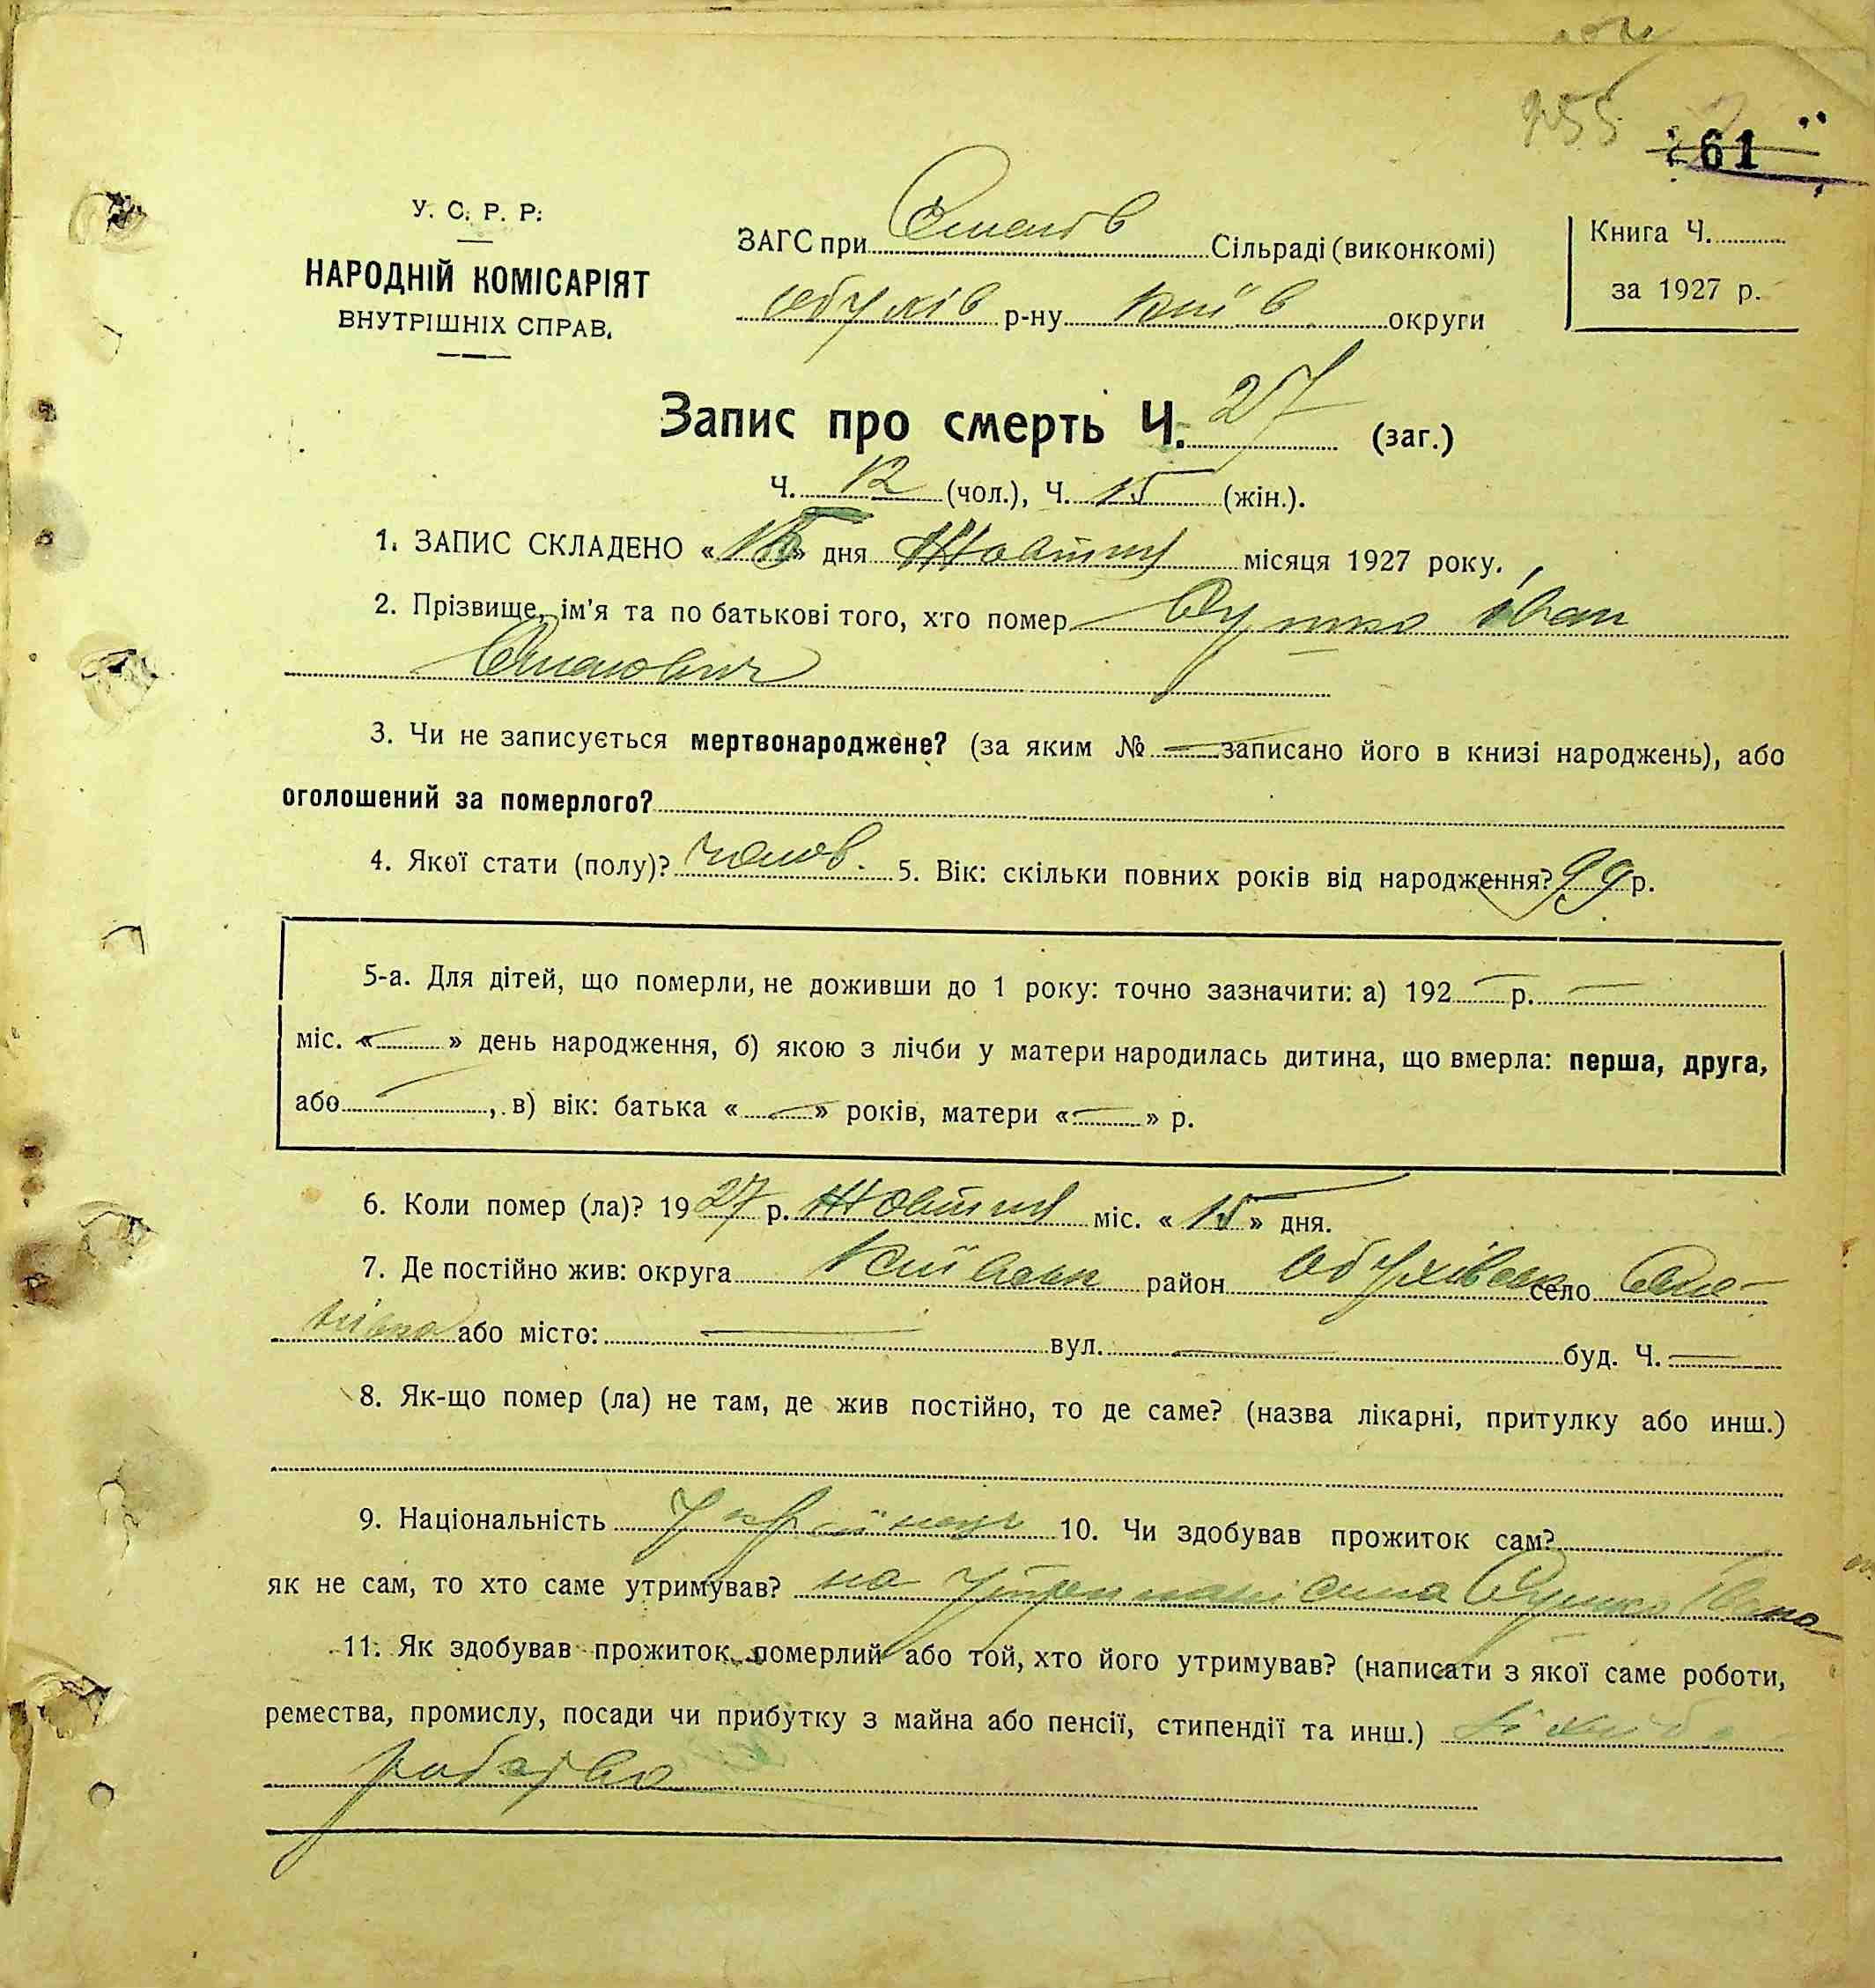 955
61
У. С. Р. Р.
НАРОДНІЙ КОМІСАРІЯТ
ВНУТРІШНІХ СПРАВ.
ЗАГС при Сільраді (виконкомі)
Обухів р-ну Київ округи
Книга Ч.
за 1927 р.
Запис про смерть Ч. 27 (заг.)
Ч. 12 (чол.), Ч. 15 (жін.).
1. ЗАПИС СКЛАДЕНО « » дня Жовтня місяця 1927 року.
2. Прізвище, ім'я та по батькові того, хто помер Іван
3. Чи не записується мертвонароджене? (за яким № — записано його в книзі народжень), або
оголошений за померлого?
4. Якої стати (полу)? чолов. 5. Вік: скільки повних років від народження? 99 р.
5-а. Для дітей, що померли, не доживши до 1 року: точно зазначити: а) 192 — р. —
міс. « — » день народження, б) якою з лічби у матери народилась дитина, що вмерла: перша, друга,
або —, в) вік: батька « — » років, матери « — » р.
6. Коли помер (ла)? 1927 р. Жовтня міс. « 15 » дня.
7. Де постійно жив: округа Київськ район Обухівськ село
або місто: — вул. — буд. Ч. —
8. Як-що помер (ла) не там, де жив постійно, то де саме? (назва лікарні, притулку або инш.)
9. Національність Українець 10. Чи здобував прожиток сам?
як не сам, то хто саме утримував? на утриманні сина Івана
11. Як здобував прожиток померлий або той, хто його утримував? (написати з якої саме роботи,
ремества, промислу, посади чи прибутку з майна або пенсії, стипендії та инш.) хлібо
робство